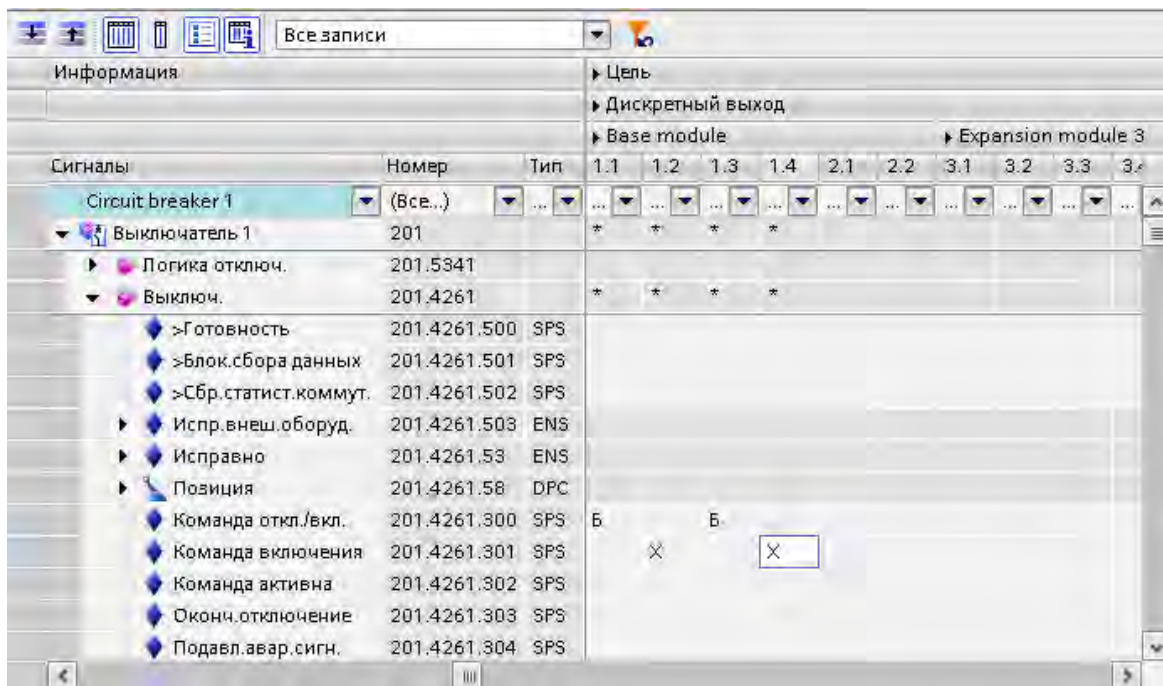 Все записи
Информация ▸ Цель
▸ Дискретный выход
▸ Base module ▸ Expansion module 3
Сигналы Номер Тип 1.1 1.2 1.3 1.4 2.1 2.2 3.1 3.2 3.3
Circuit breaker 1 (Все...) ... ... ... ... ... ... ... ... ... ... ...
Выключатель 1 201 * * * *
Логика отключ. 201.5341
Выключ. 201.4261 * * * *
>Готовность 201.4261.500 SPS
>Блок.сбора данных 201.4261.501 SPS
>Сбр.статист.коммут. 201.4261.502 SPS
Испр.внеш.оборуд. 201.4261.503 ENS
Исправно 201.4261.53 ENS
Позиция 201.4261.58 DPC
Команда откл./вкл. 201.4261.300 SPS Б Б
Команда включения 201.4261.301 SPS X X
Команда активна 201.4261.302 SPS
Оконч.отключение 201.4261.303 SPS
Подавл.авар.сигн. 201.4261.304 SPS